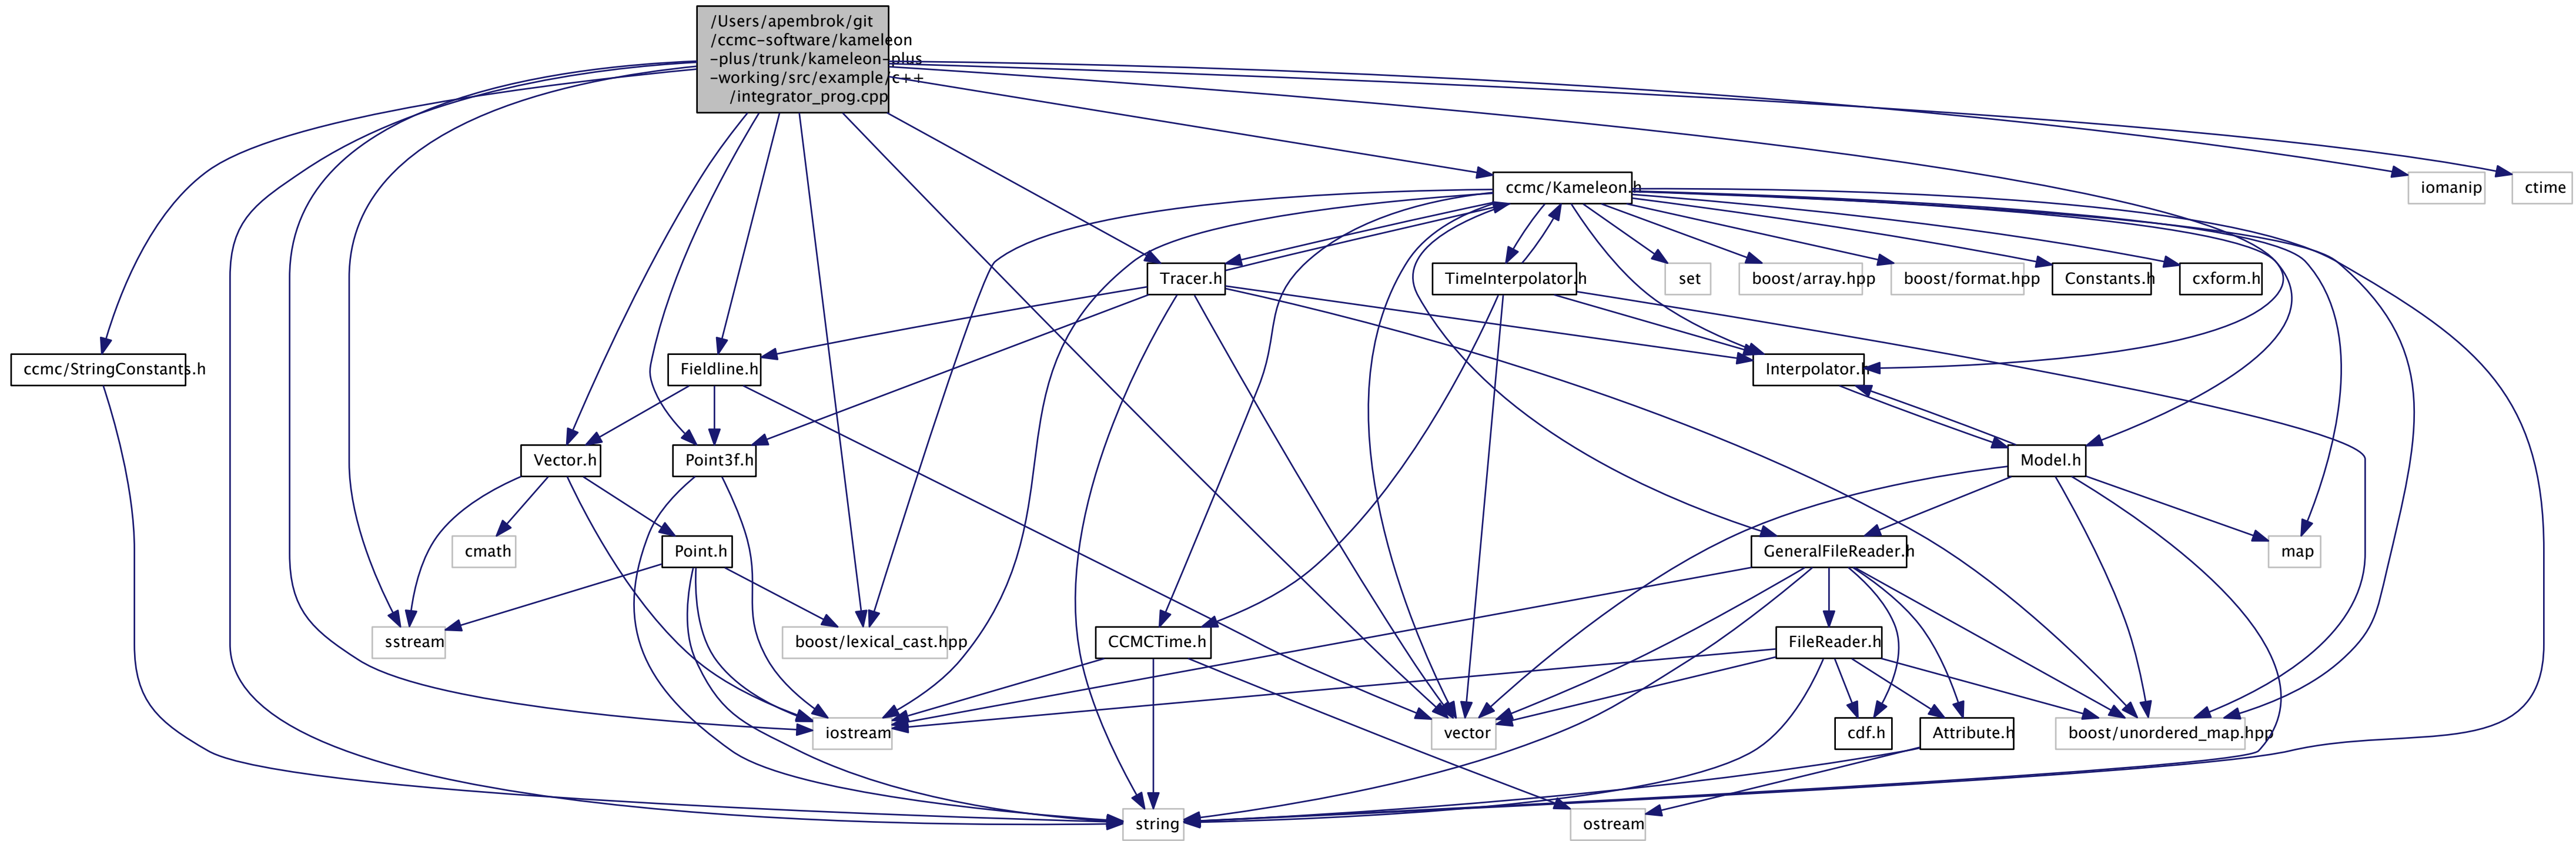 /Users/apembrok/git
/ccmc-software/kameleon
-plus/trunk/kameleon-plus
-working/src/example/c++
/integrator_prog.cpp
ccmc/Kameleon.h
iomanip
ctime
Tracer.h
TimeInterpolator.h
set
boost/array.hpp
boost/format.hpp
Constants.h
cxform.h
ccmc/StringConstants.h
Fieldline.h
Interpolator.h
Vector.h
Point3f.h
Model.h
cmath
Point.h
GeneralFileReader.h
map
sstream
boost/lexical_cast.hpp
CCMCTime.h
FileReader.h
iostream
vector
cdf.h
Attribute.h
boost/unordered_map.hpp
string
ostream